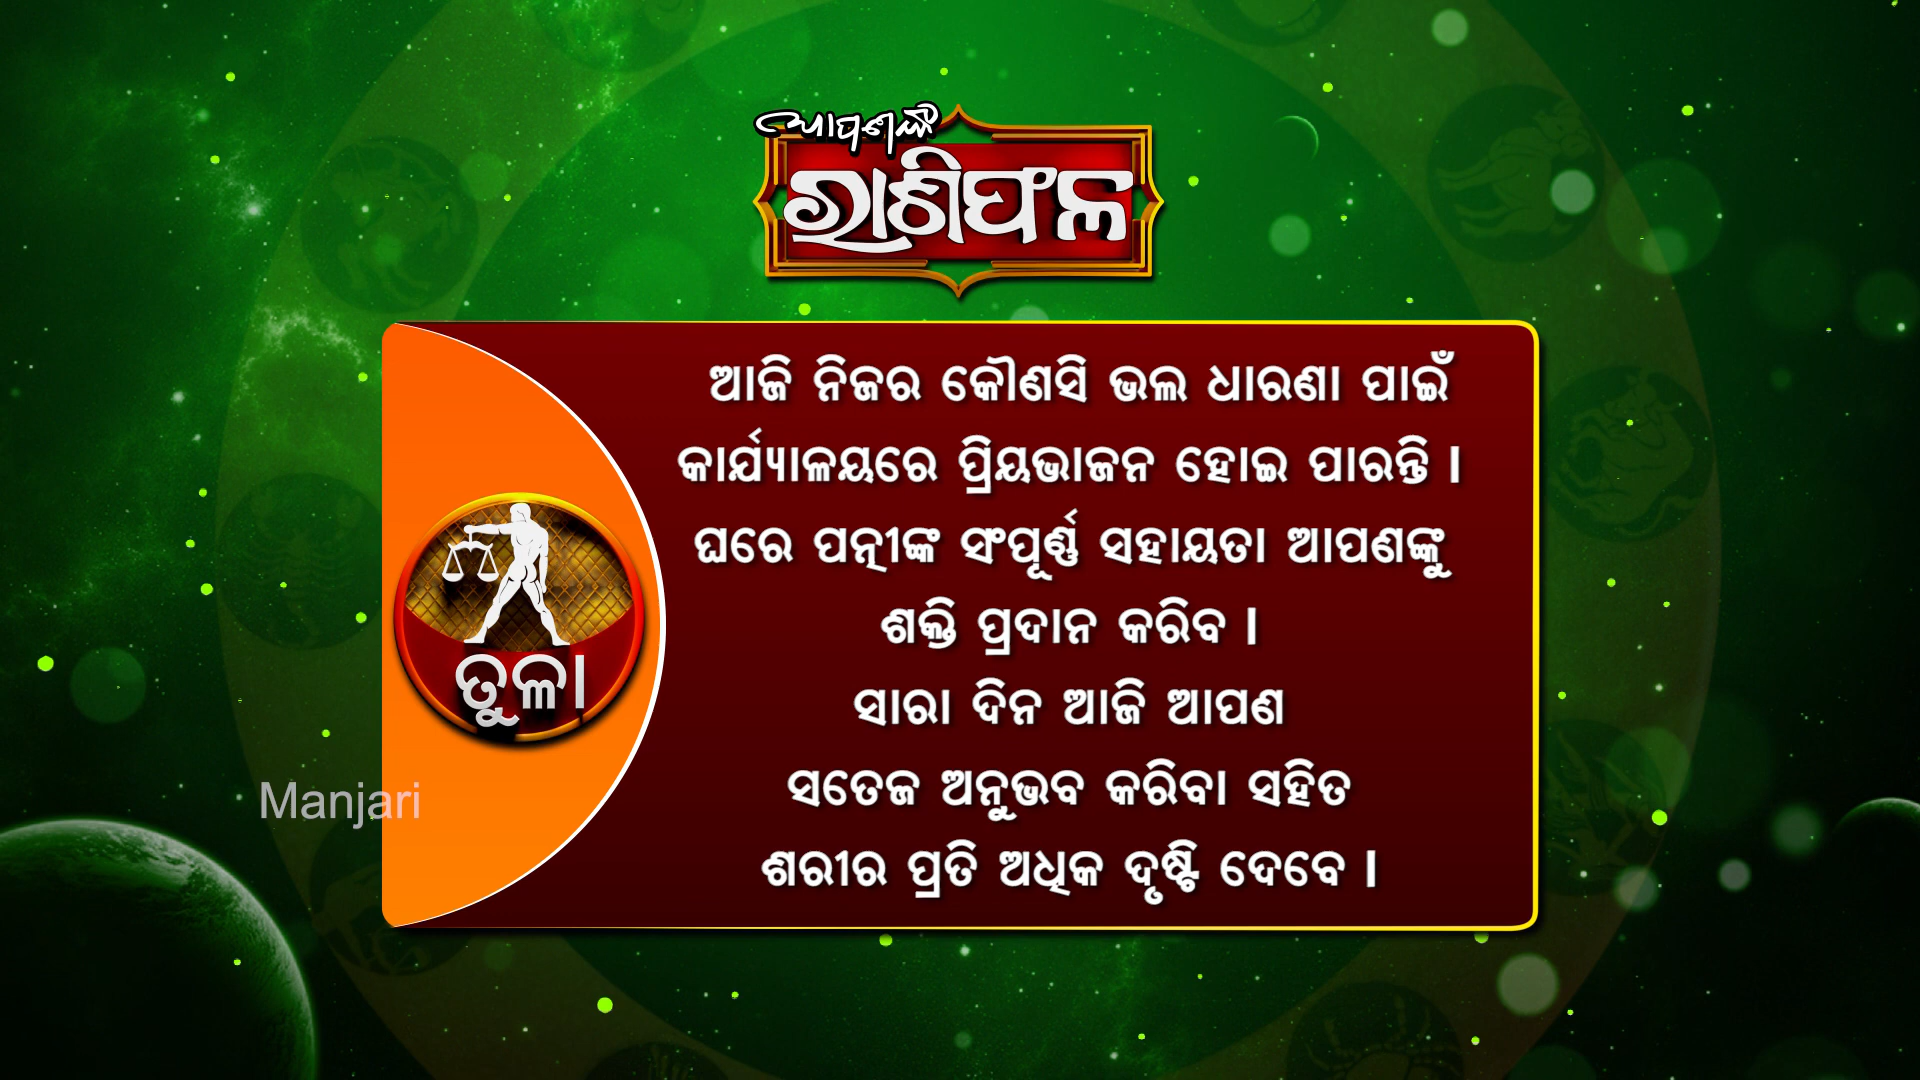 ଆପଣଙ୍କ
ରାଶିଫଳ
ଆଜି ନିଜର କୌଣସି ଭଲ ଧାରଣା ପାଇଁ
କାର୍ଯ୍ୟାଳୟରେ ପ୍ରିୟଭାଜନ ହୋଇ ପାରନ୍ତି ।
ଘରେ ପତ୍ନୀଙ୍କ ସଂପୂର୍ଣ୍ଣ ସହାୟତା ଆପଣଙ୍କୁ
ଶକ୍ତି ପ୍ରଦାନ କରିବ ।
ସାରା ଦିନ ଆଜି ଆପଣ
ସତେଜ ଅନୁଭବ କରିବା ସହିତ
ଶରୀର ପ୍ରତି ଅଧିକ ଦୃଷ୍ଟି ଦେବେ ।
ତୁଳା
Manjari